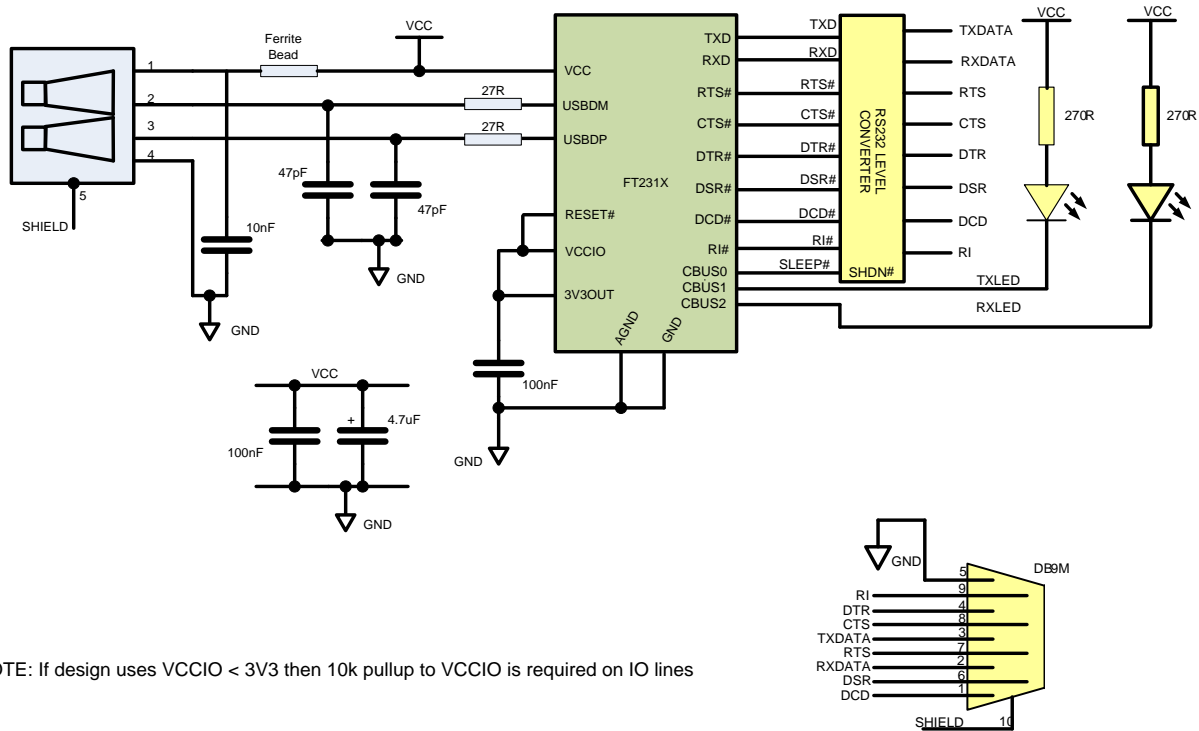 VCC
VCC
VCC
Ferrite
Bead
1
2
3
4
5
SHIELD
27R
27R
47pF
47pF
10nF
GND
GND
VCC
USBDM
USBDP
RESET#
VCCIO
3V3OUT
FT231X
AGND
GND
TXD
RXD
RTS#
CTS#
DTR#
DSR#
DCD#
RI#
CBUS0
CBUS1
CBUS2
TXD
RXD
RTS#
CTS#
DTR#
DSR#
DCD#
RI#
SLEEP#
RS232 LEVEL
CONVERTER
SHDN#
TXDATA
RXDATA
RTS
CTS
DTR
DSR
DCD
RI
TXLED
RXLED
270R
270R
100nF
GND
VCC
100nF
+
4.7uF
GND
GND
DB9M
5
RI 9
DTR 4
CTS 8
TXDATA 3
RTS 7
RXDATA 2
DSR 6
DCD 1
SHIELD 10
OTE: If design uses VCCIO < 3V3 then 10k pullup to VCCIO is required on IO lines